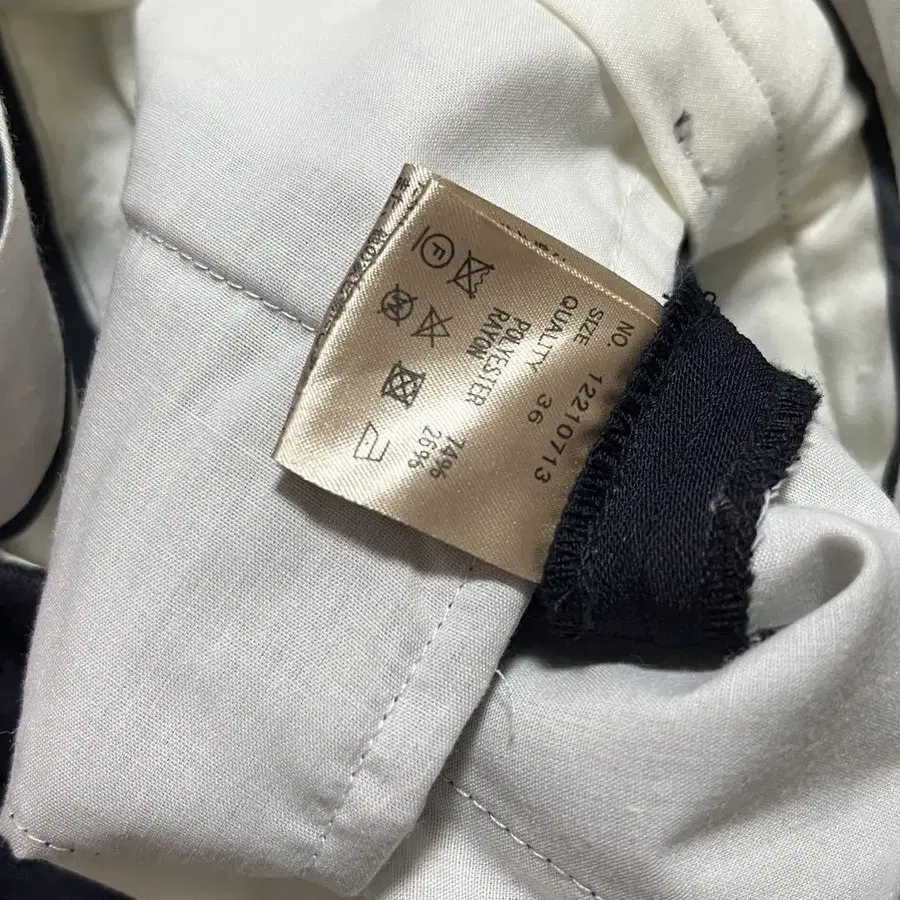 NO. 12210713
SIZE 36
QUALITY
POLYESTER 74%
RAYON 26%
F